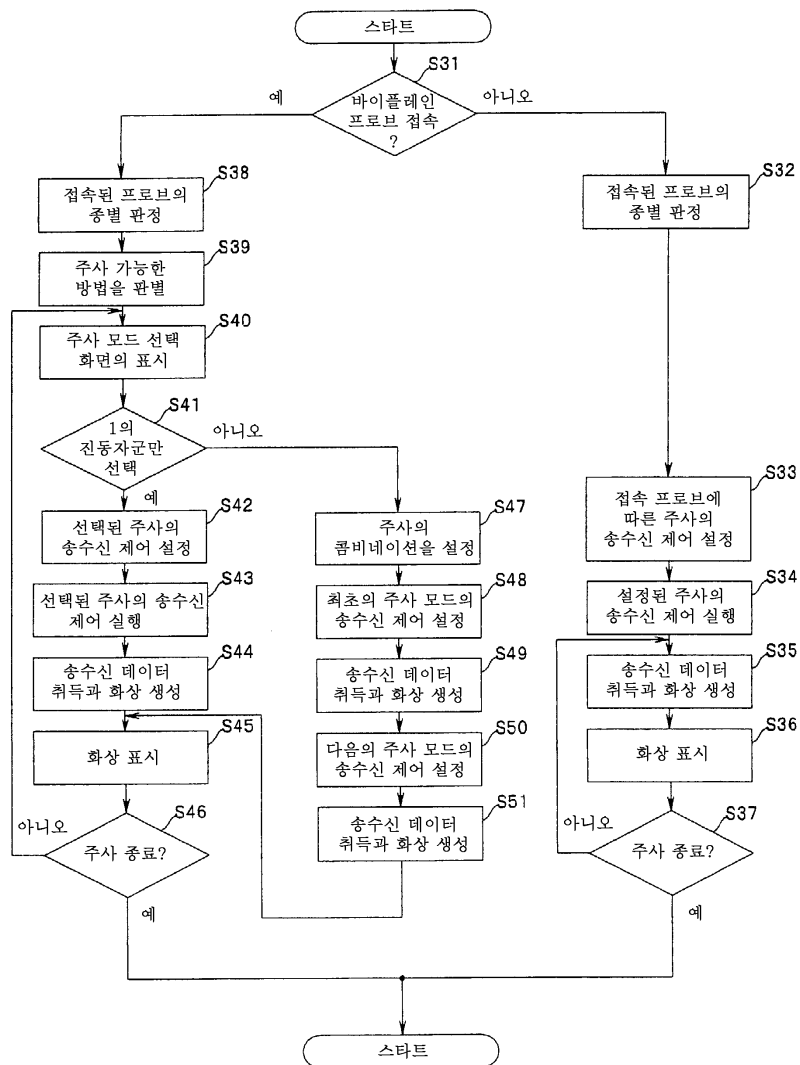 스타트
S31
바이플레인
프로브 접속
?
예
아니오
S38
접속된 프로브의
종별 판정
S32
접속된 프로브의
종별 판정
S39
주사 가능한
방법을 판별
S40
주사 모드 선택
화면의 표시
S41
1의
진동자군만
선택
아니오
예
S42
선택된 주사의
송수신 제어 설정
S43
선택된 주사의 송수신
제어 실행
S44
송수신 데이터
취득과 화상 생성
S45
화상 표시
S46
주사 종료?
아니오
예
S47
주사의
콤비네이션을 설정
S48
최초의 주사 모드의
송수신 제어 설정
S49
송수신 데이터
취득과 화상 생성
S50
다음의 주사 모드의
송수신 제어 설정
S51
송수신 데이터
취득과 화상 생성
S33
접속 프로브에
따른 주사의
송수신 제어 설정
S34
설정된 주사의
송수신 제어 실행
S35
송수신 데이터
취득과 화상 생성
S36
화상 표시
S37
주사 종료?
아니오
예
스타트